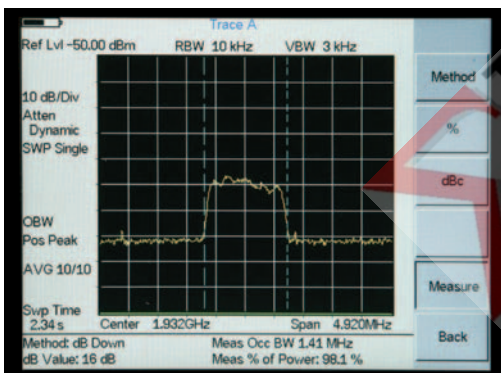 Trace A
Ref Lvl -50.00 dBm RBW 10 kHz VBW 3 kHz
Method
10 dB/Div
Atten
Dynamic
%
SWP Single
dBc
OBW
Pos Peak
AVG 10/10
Measure
Swp Time
2.34 s Center 1.932GHz Span 4.920MHz
Method: dB Down Meas Occ BW 1.41 MHz
Back
dB Value: 16 dB Meas % of Power: 98.1 %